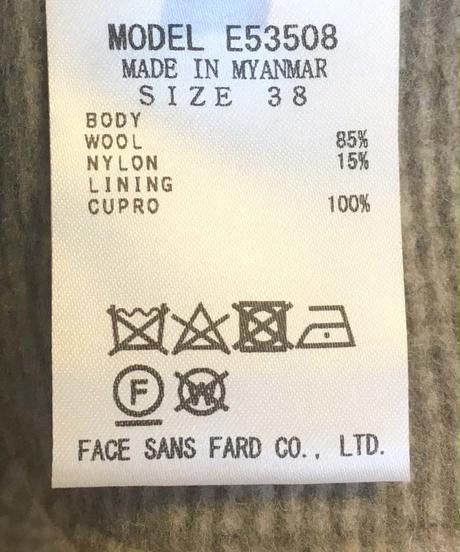 MODEL E53508
MADE IN MYANMAR
SIZE 38
BODY
WOOL 85%
NYLON 15%
LINING
CUPRO 100%
F W
FACE SANS FARD CO., LTD.